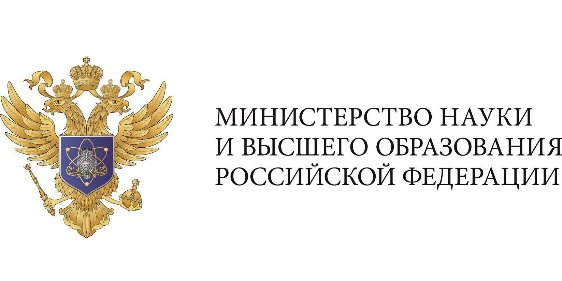 МИНИСТЕРСТВО НАУКИ
И ВЫСШЕГО ОБРАЗОВАНИЯ
РОССИЙСКОЙ ФЕДЕРАЦИИ